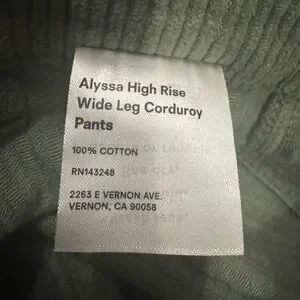 Alyssa High Rise
Wide Leg Corduroy
Pants
100% COTTON
RN143248
2263 E VERNON AVE.
VERNON, CA 90058